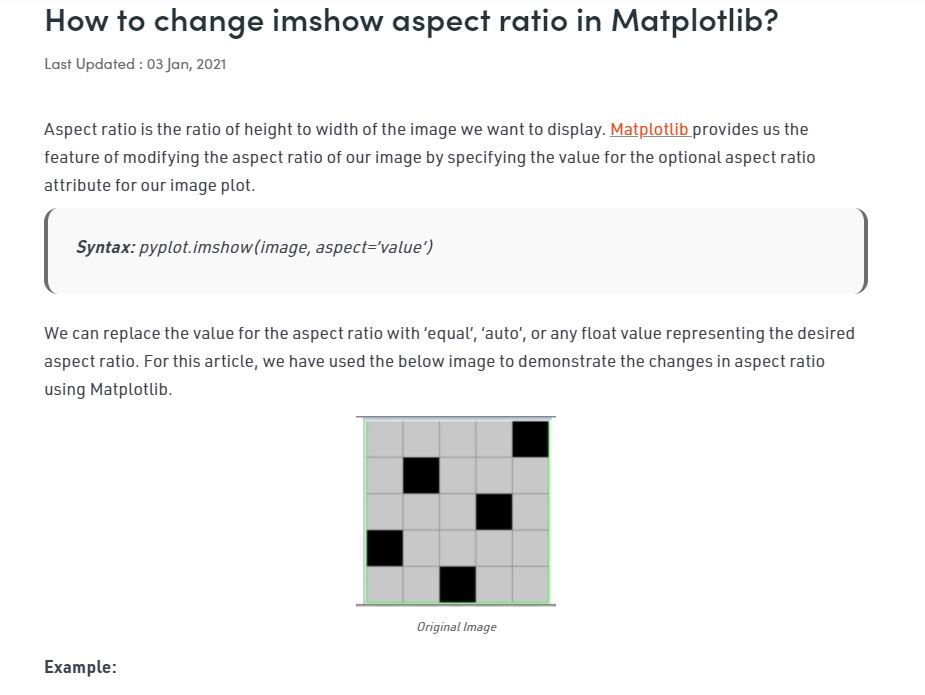 How to change imshow aspect ratio in Matplotlib?
Last Updated : 03 Jan, 2021
Aspect ratio is the ratio of height to width of the image we want to display. Matplotlib provides us the
feature of modifying the aspect ratio of our image by specifying the value for the optional aspect ratio
attribute for our image plot.
Syntax: pyplot.imshow(image, aspect=’value’)
We can replace the value for the aspect ratio with ‘equal’, ‘auto’, or any float value representing the desired
aspect ratio. For this article, we have used the below image to demonstrate the changes in aspect ratio
using Matplotlib.
Original Image
Example: